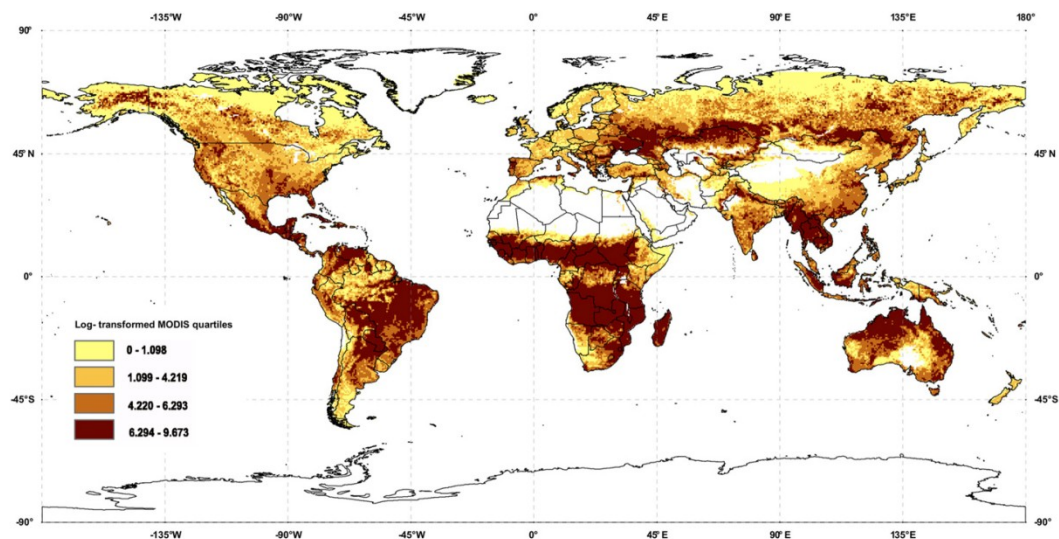 -135°W -90°W -45°W 0° 45°E 90°E 135°E 180°
90°
45°N
0°
-45°S
-90°
Log- transformed MODIS quartiles
0 - 1.098
1.099 - 4.219
4.220 - 6.293
6.294 - 9.673
90°
45°N
0°
-45°S
-90°
-135°W -90°W -45°W 0° 45°E 90°E 135°E 180°